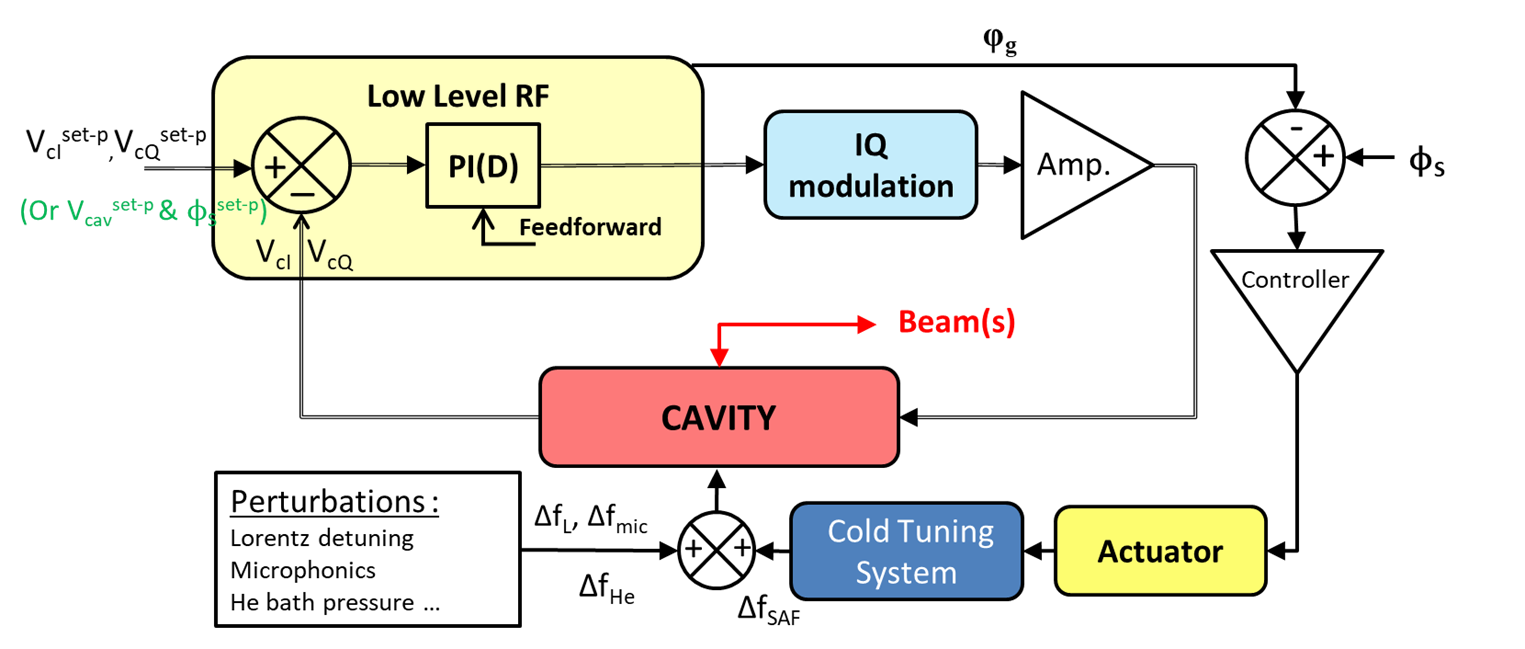 φg
Low Level RF
VcI set-p,VcQ set-p
+
−
PI(D)
(Or Vcav set-p & ϕs set-p)
Feedforward
VcI VcQ
IQ
modulation
Amp.
-
+
ϕs
Controller
Beam(s)
CAVITY
Perturbations :
Lorentz detuning
Microphonics
He bath pressure ...
ΔfL, Δfmic
ΔfHe
+
+
ΔfSAF
Cold Tuning
System
Actuator